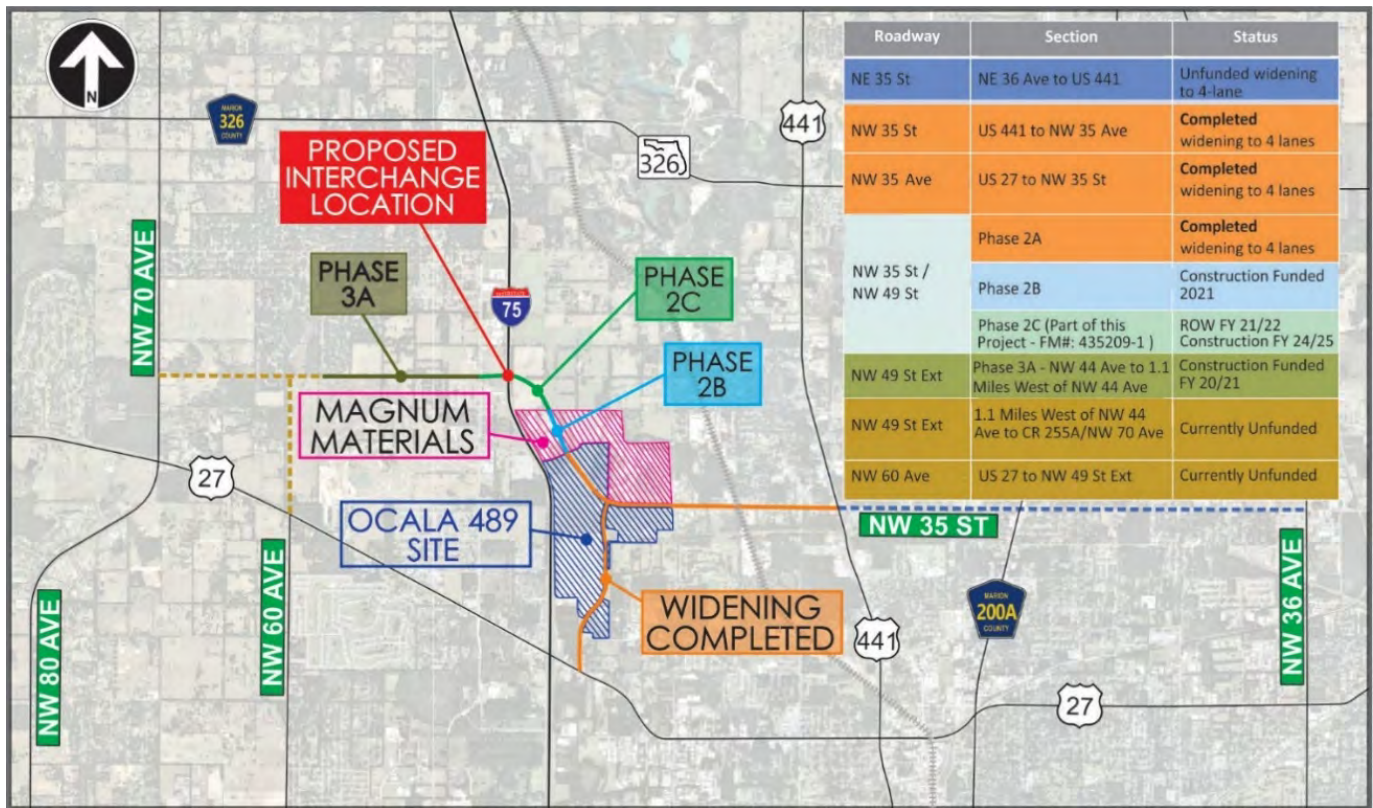 N
MARION
326
COUNTY
326
441
PROPOSED
INTERCHANGE
LOCATION
PHASE
3A
INTERSTATE
75
PHASE
2C
PHASE
2B
NW 70 AVE
MAGNUM
MATERIALS
27
OCALA 489
SITE
NW 35 ST
NW 60 AVE
NW 80 AVE
WIDENING
COMPLETED
441
MARION
200A
COUNTY
NW 36 AVE
27
Roadway Section Status
NE 35 St NE 36 Ave to US 441 Unfunded widening
to 4-lane
NW 35 St US 441 to NW 35 Ave Completed
widening to 4 lanes
NW 35 Ave US 27 to NW 35 St Completed
widening to 4 lanes
NW 35 St /
NW 49 St
Phase 2A Completed
widening to 4 lanes
Phase 2B Construction Funded
2021
Phase 2C (Part of this
Project - FM#: 435209-1 )
ROW FY 21/22
Construction FY 24/25
NW 49 St Ext Phase 3A - NW 44 Ave to 1.1
Miles West of NW 44 Ave
Construction Funded
FY 20/21
NW 49 St Ext 1.1 Miles West of NW 44
Ave to CR 255A/NW 70 Ave
Currently Unfunded
NW 60 Ave US 27 to NW 49 St Ext Currently Unfunded